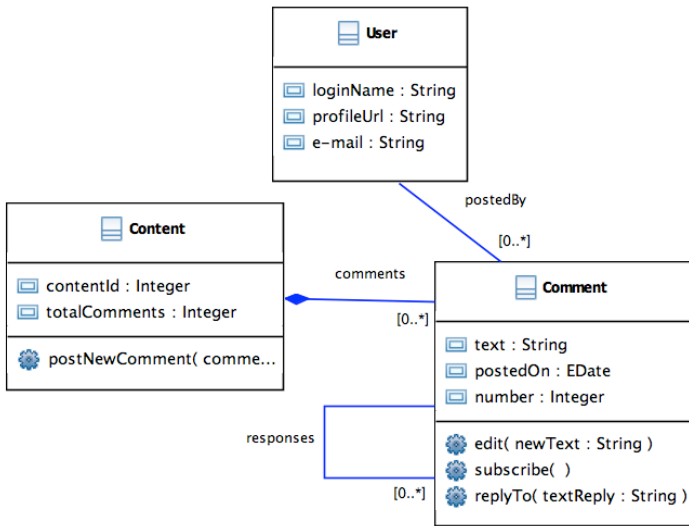 User
loginName : String
profileUrl : String
e-mail : String
postedBy
[0..*]
Content
contentId : Integer
totalComments : Integer
postNewComment( comme...
comments
[0..*]
Comment
text : String
postedOn : EDate
number : Integer
edit( newText : String )
subscribe( )
replyTo( textReply : String )
responses
[0..*]